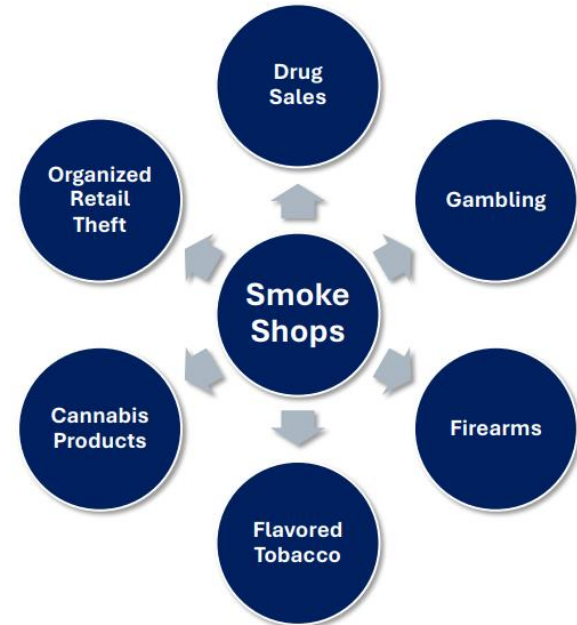 Drug
Sales
Organized
Retail
Theft
Gambling
Smoke
Shops
Cannabis
Products
Firearms
Flavored
Tobacco